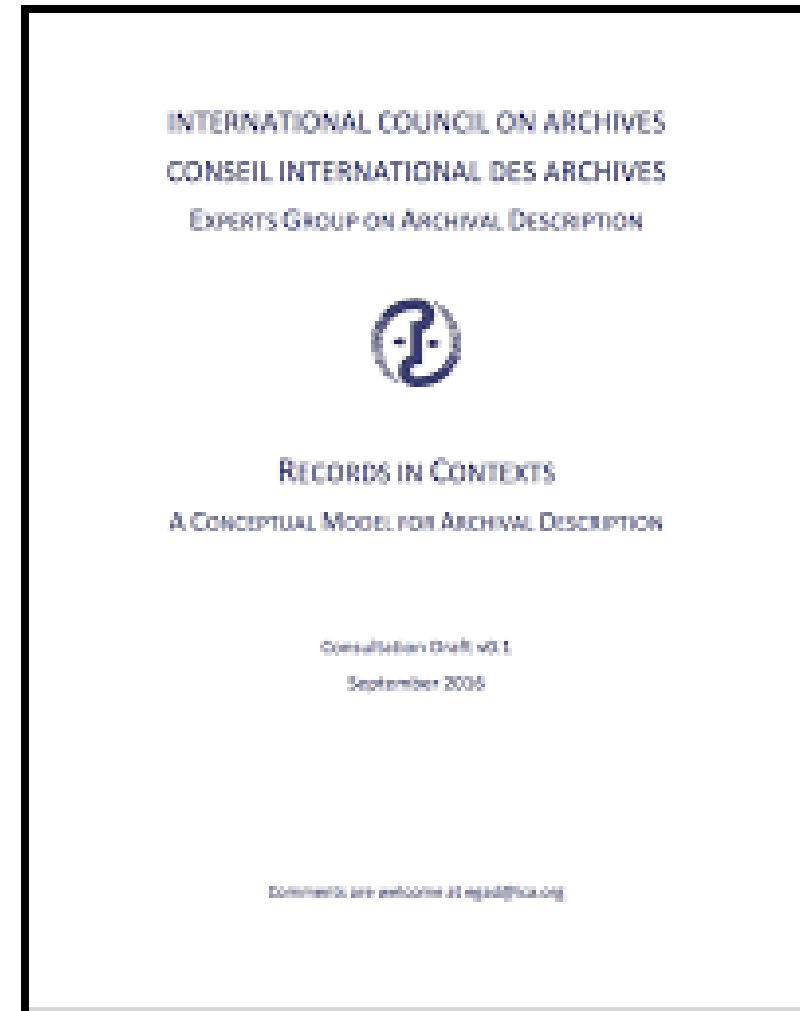 INTERNATIONAL COUNCIL ON ARCHIVES
CONSEIL INTERNATIONAL DES ARCHIVES
EXPERTS GROUP ON ARCHIVAL DESCRIPTION
RECORDS IN CONTEXTS
A CONCEPTUAL MODEL FOR ARCHIVAL DESCRIPTION
Consultation Draft v0.1
September 2016
Comments are welcome at egad@ica.org